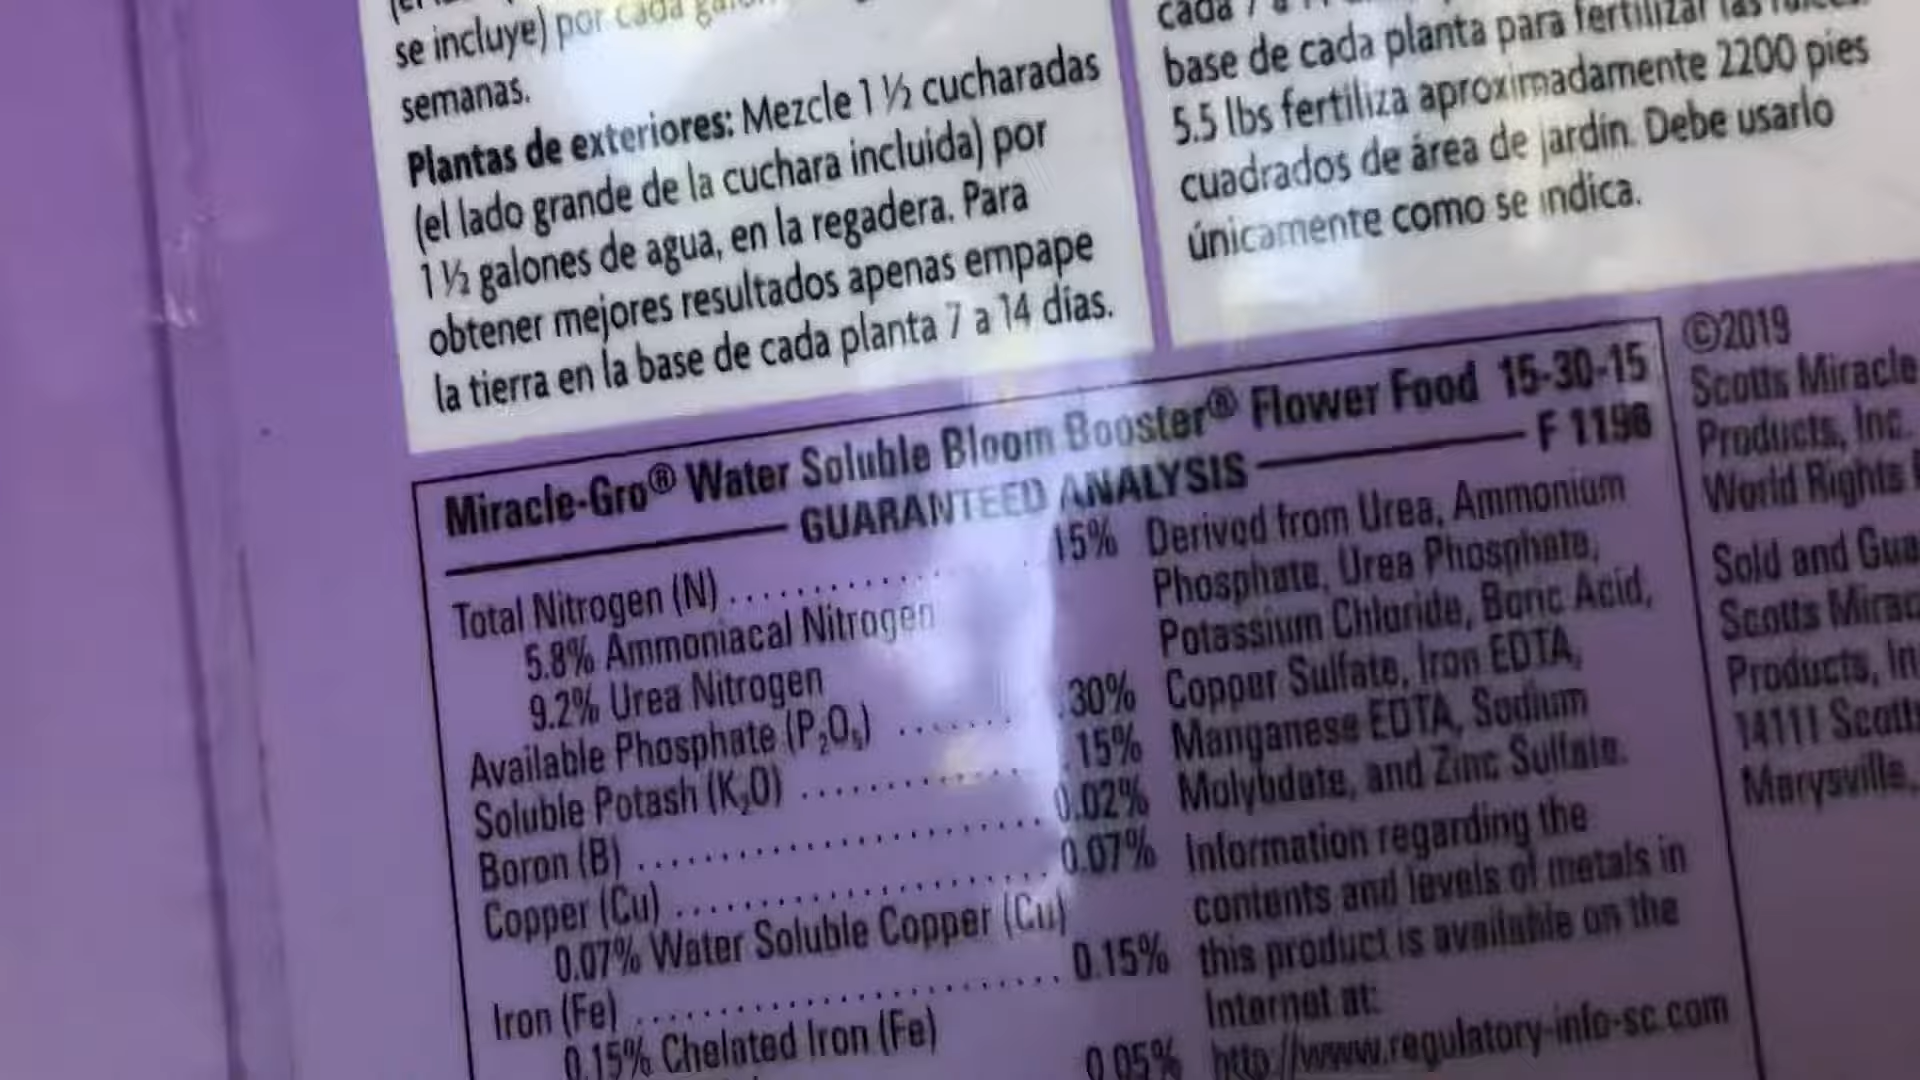 se incluye) por cada
semanas.
Plantas de exteriores: Mezcle 1 ½ cucharadas
(el lado grande de la cuchara incluida) por
1 ½ galones de agua, en la regadera. Para
obtener mejores resultados apenas empape
la tierra en la base de cada planta 7 a 14 días.
cada 7 a
base de cada planta para fertilizar las
5.5 lbs fertiliza aproximadamente 2200 pies
cuadrados de área de jardín. Debe usarlo
únicamente como se indica.
Miracle-Gro® Water Soluble Bloom Booster® Flower Food 15-30-15
GUARANTEED ANALYSIS F 1196
Total Nitrogen (N) .............. 15%
5.8% Ammoniacal Nitrogen
9.2% Urea Nitrogen
Available Phosphate (P₂O₅) ....... 30%
Soluble Potash (K₂O) ............. 15%
Boron (B) ........................ 0.02%
Copper (Cu) ...................... 0.07%
0.07% Water Soluble Copper (Cu)
Iron (Fe) ........................ 0.15%
0.15% Chelated Iron (Fe)
0.05%
Derived from Urea, Ammonium
Phosphate, Urea Phosphate,
Potassium Chloride, Boric Acid,
Copper Sulfate, Iron EDTA,
Manganese EDTA, Sodium
Molybdate, and Zinc Sulfate.
Information regarding the
contents and levels of metals in
this product is available on the
Internet at:
http://www.regulatory-info-sc.com
©2019
Scotts Miracle
Products, Inc.
World Rights
Sold and
Scotts
Products,
14111
Marysville,